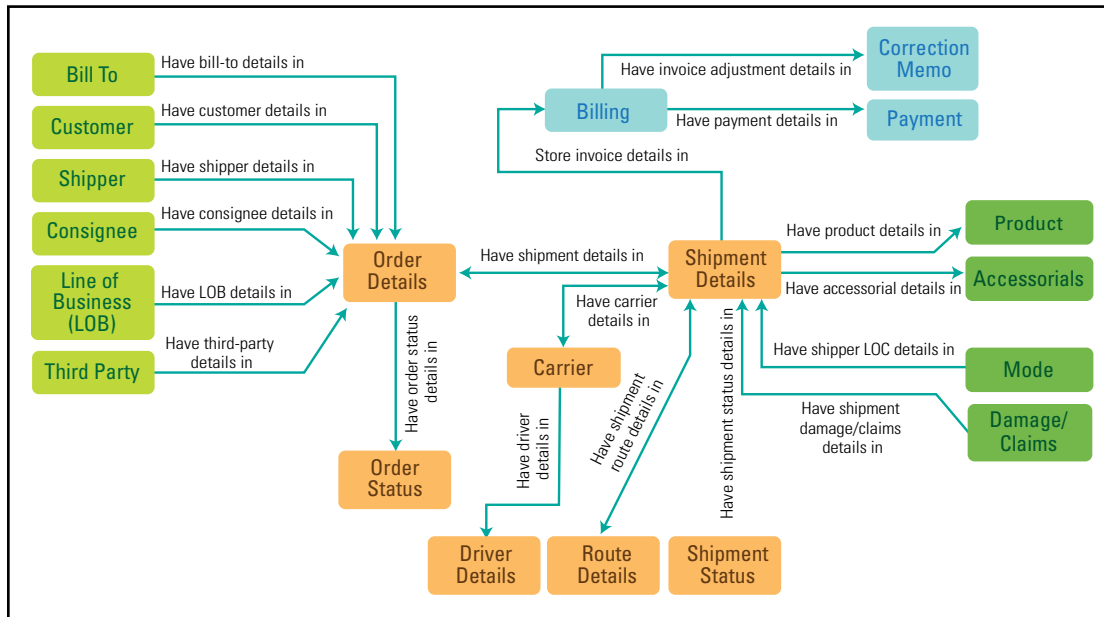 Bill To
Have bill-to details in
Customer
Have customer details in
Shipper
Have shipper details in
Consignee
Have consignee details in
Line of
Business
(LOB)
Have LOB details in
Third Party
Have third-party
details in
Order
Details
Have order status
details in
Order
Status
Have shipment details in
Shipment
Details
Store invoice details in
Billing
Have invoice adjustment details in
Correction
Memo
Have payment details in
Payment
Have product details in
Product
Have accessorial details in
Accessorials
Have shipper LOC details in
Mode
Have shipment
damage/claims
details in
Damage/
Claims
Have carrier
details in
Carrier
Have driver
details in
Driver
Details
Have shipment
route details in
Route
Details
Have shipment status details in
Shipment
Status